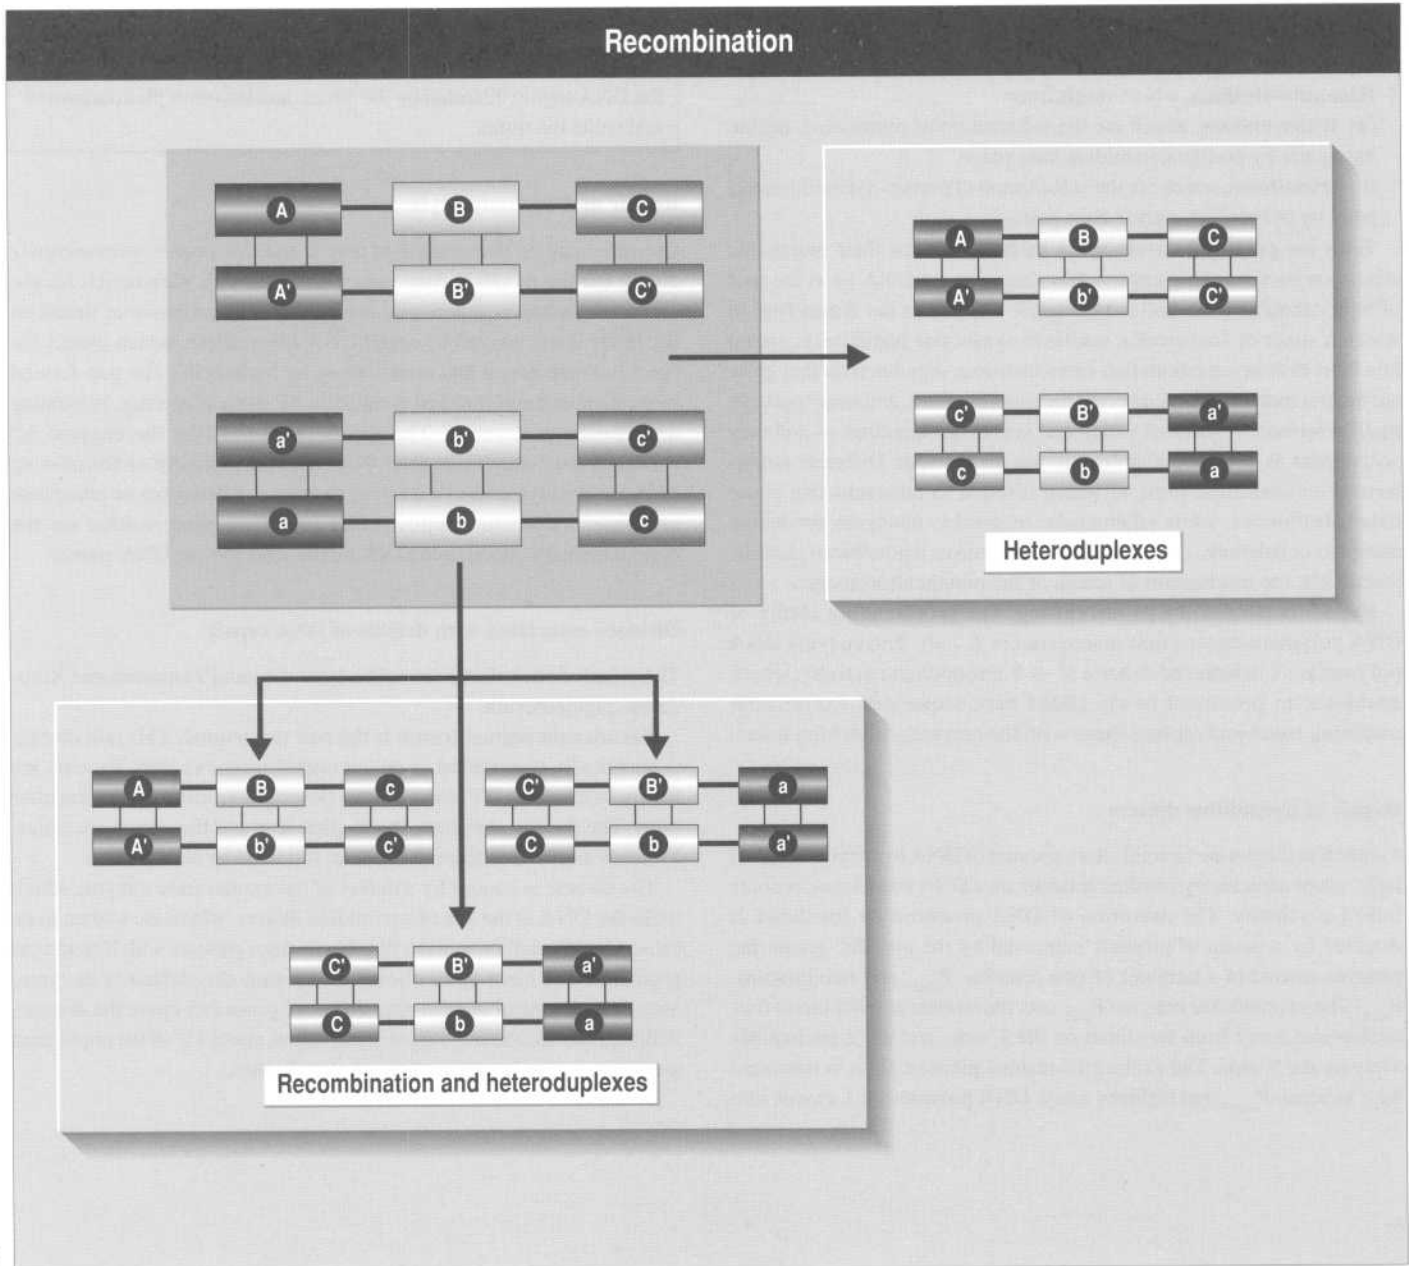 Recombination
A B C
A' B' C'
a' b' c'
a b c
A B C
A' b' C'
c' B' a'
c b a
Heteroduplexes
A B c
A' b' c'
C' B' a
C b a'
C' B' a'
C b a
Recombination and heteroduplexes